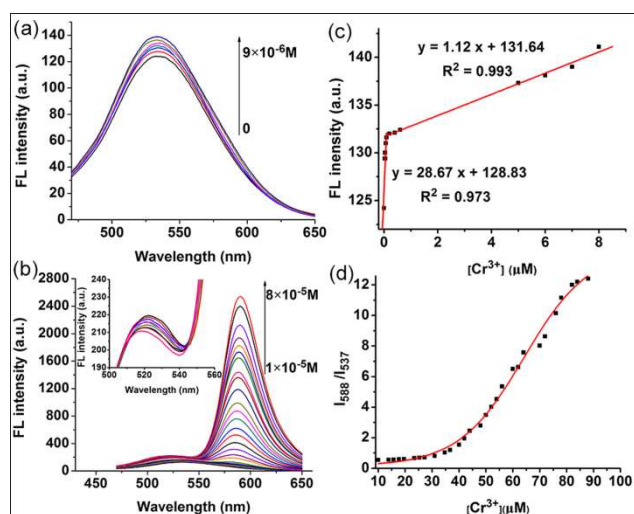 (a)
140
120
100
80
60
40
20
0
FL intensity (a.u.)
9×10⁻⁶M
0
500 550 600 650
Wavelength (nm)
(b)
2800
2400
2000
1600
1200
800
400
0
FL intensity (a.u.)
220
210
200
190
FL intensity (a.u.)
500 520 540 560
Wavelength (nm)
8×10⁻⁵M
1×10⁻⁵M
450 500 550 600 650
Wavelength (nm)
(c)
140
135
130
125
FL inensity (a.u.)
y = 1.12 x + 131.64
R² = 0.993
y = 28.67 x + 128.83
R² = 0.973
0 2 4 6 8
[Cr³⁺] (μM)
(d)
12
10
8
6
4
2
0
I₅₈₈/I₅₃₇
10 20 30 40 50 60 70 80 90 100
[Cr³⁺](μM)